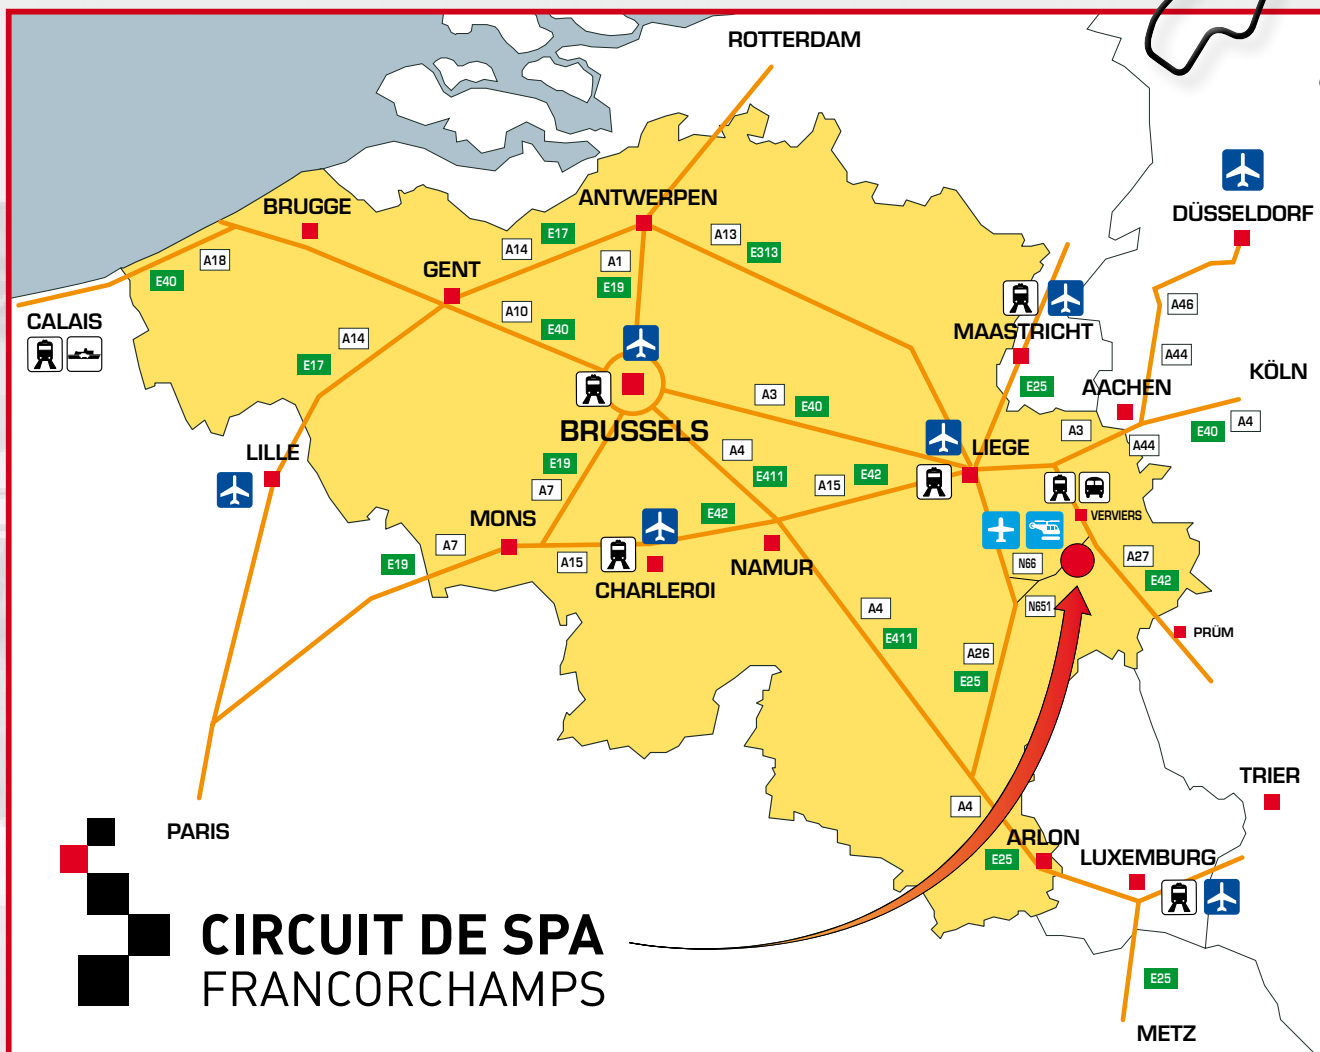 ROTTERDAM
DÜSSELDORF
BRUGGE
ANTWERPEN
A14
E17
A13
E313
A18
E40
GENT
A1
E19
A46
CALAIS
A10
E40
MAASTRICHT
A14
E17
A44
KÖLN
AACHEN
E25
A3
E40
A3
A44
E40
A4
BRUSSELS
LILLE
E19
A7
A4
E411
A15
E42
LIEGE
MONS
E42
VERVIERS
A7
E19
A15
CHARLEROI
NAMUR
N66
A27
E42
N651
A4
E411
PRÜM
A26
E25
TRIER
A4
PARIS
ARLON
E25
LUXEMBURG
CIRCUIT DE SPA
FRANCORCHAMPS
E25
METZ